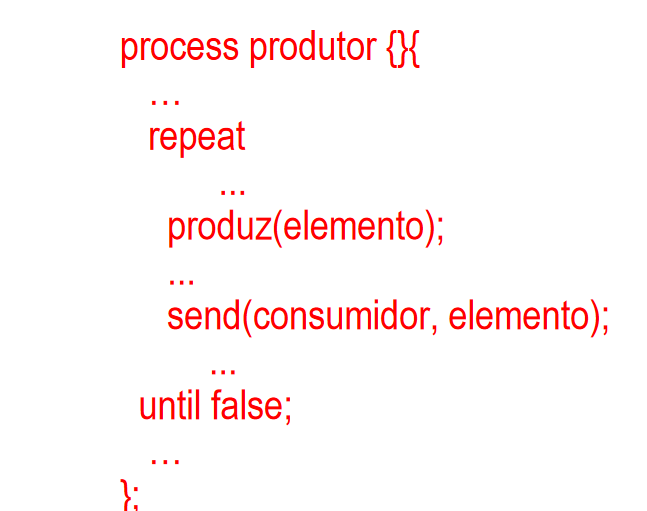 process produtor {}{
…
repeat
...
produz(elemento);
...
send(consumidor, elemento);
...
until false;
…
};